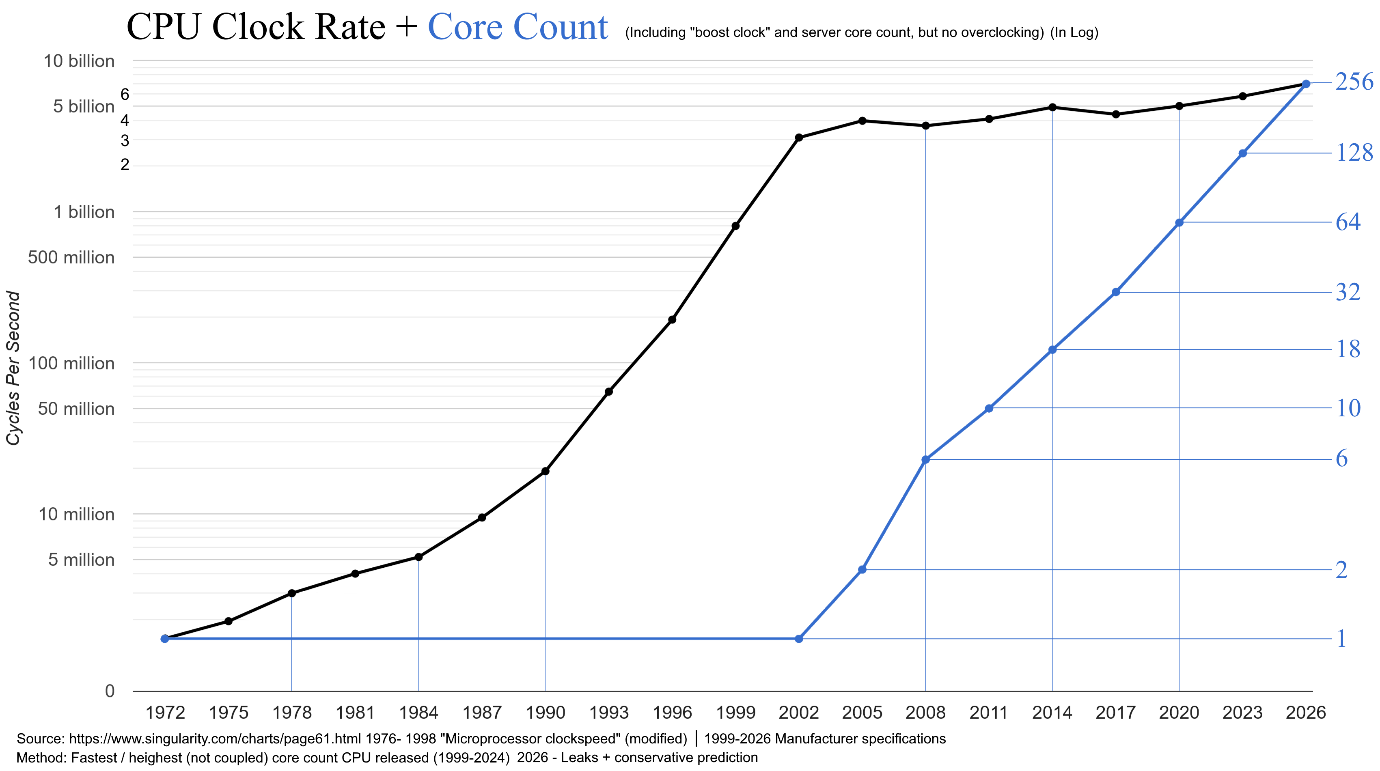 CPU Clock Rate + Core Count (Including "boost clock" and server core count, but no overclocking) (In Log)
10 billion
6
5 billion
4
3
2
1 billion
500 million
100 million
50 million
10 million
5 million
0
Cycles Per Second
256
128
64
32
18
10
6
2
1
1972 1975 1978 1981 1984 1987 1990 1993 1996 1999 2002 2005 2008 2011 2014 2017 2020 2023 2026
Source: https://www.singularity.com/charts/page61.html 1976- 1998 "Microprocessor clockspeed" (modified) | 1999-2026 Manufacturer specifications
Method: Fastest / heighest (not coupled) core count CPU released (1999-2024) 2026 - Leaks + conservative prediction